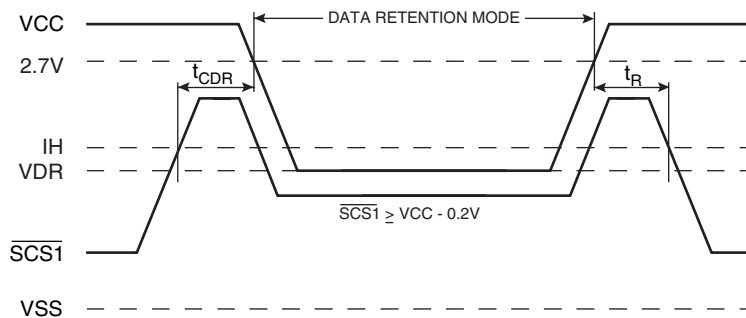 VCC
DATA RETENTION MODE
2.7V
tCDR
tR
IH
VDR
SCS1 ≥ VCC - 0.2V
SCS1
VSS